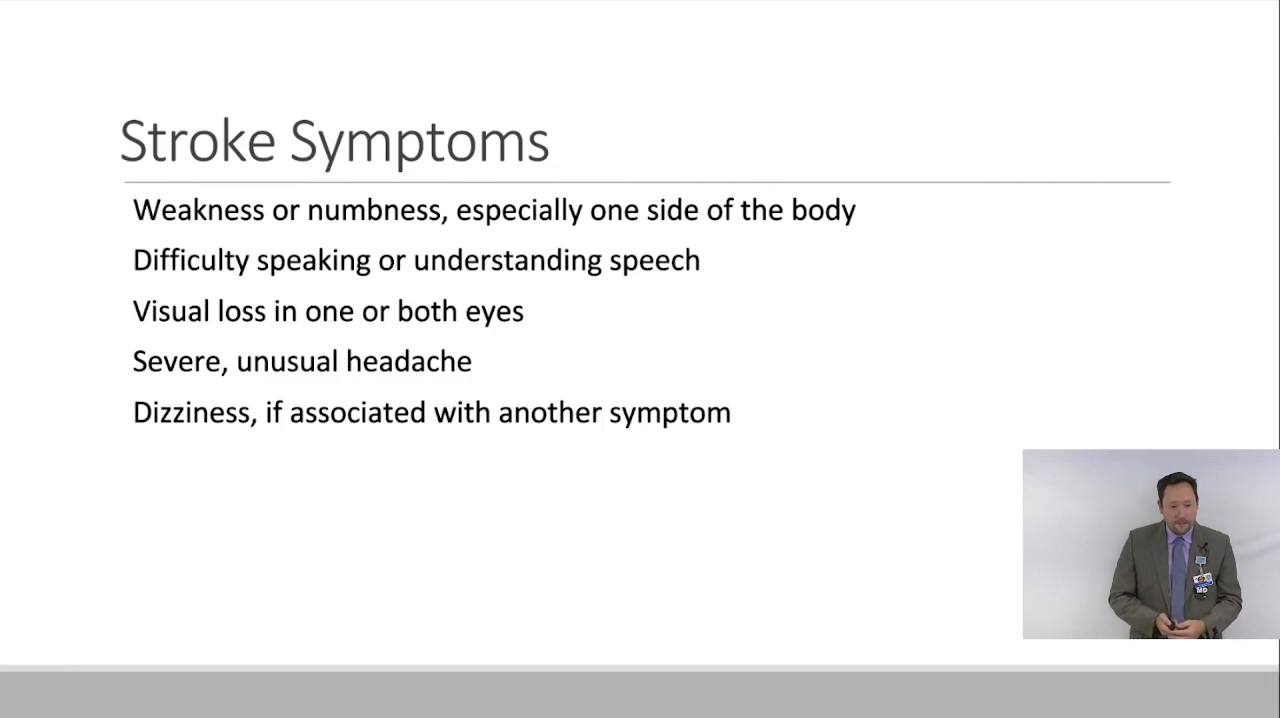 Stroke Symptoms
Weakness or numbness, especially one side of the body
Difficulty speaking or understanding speech
Visual loss in one or both eyes
Severe, unusual headache
Dizziness, if associated with another symptom
MD